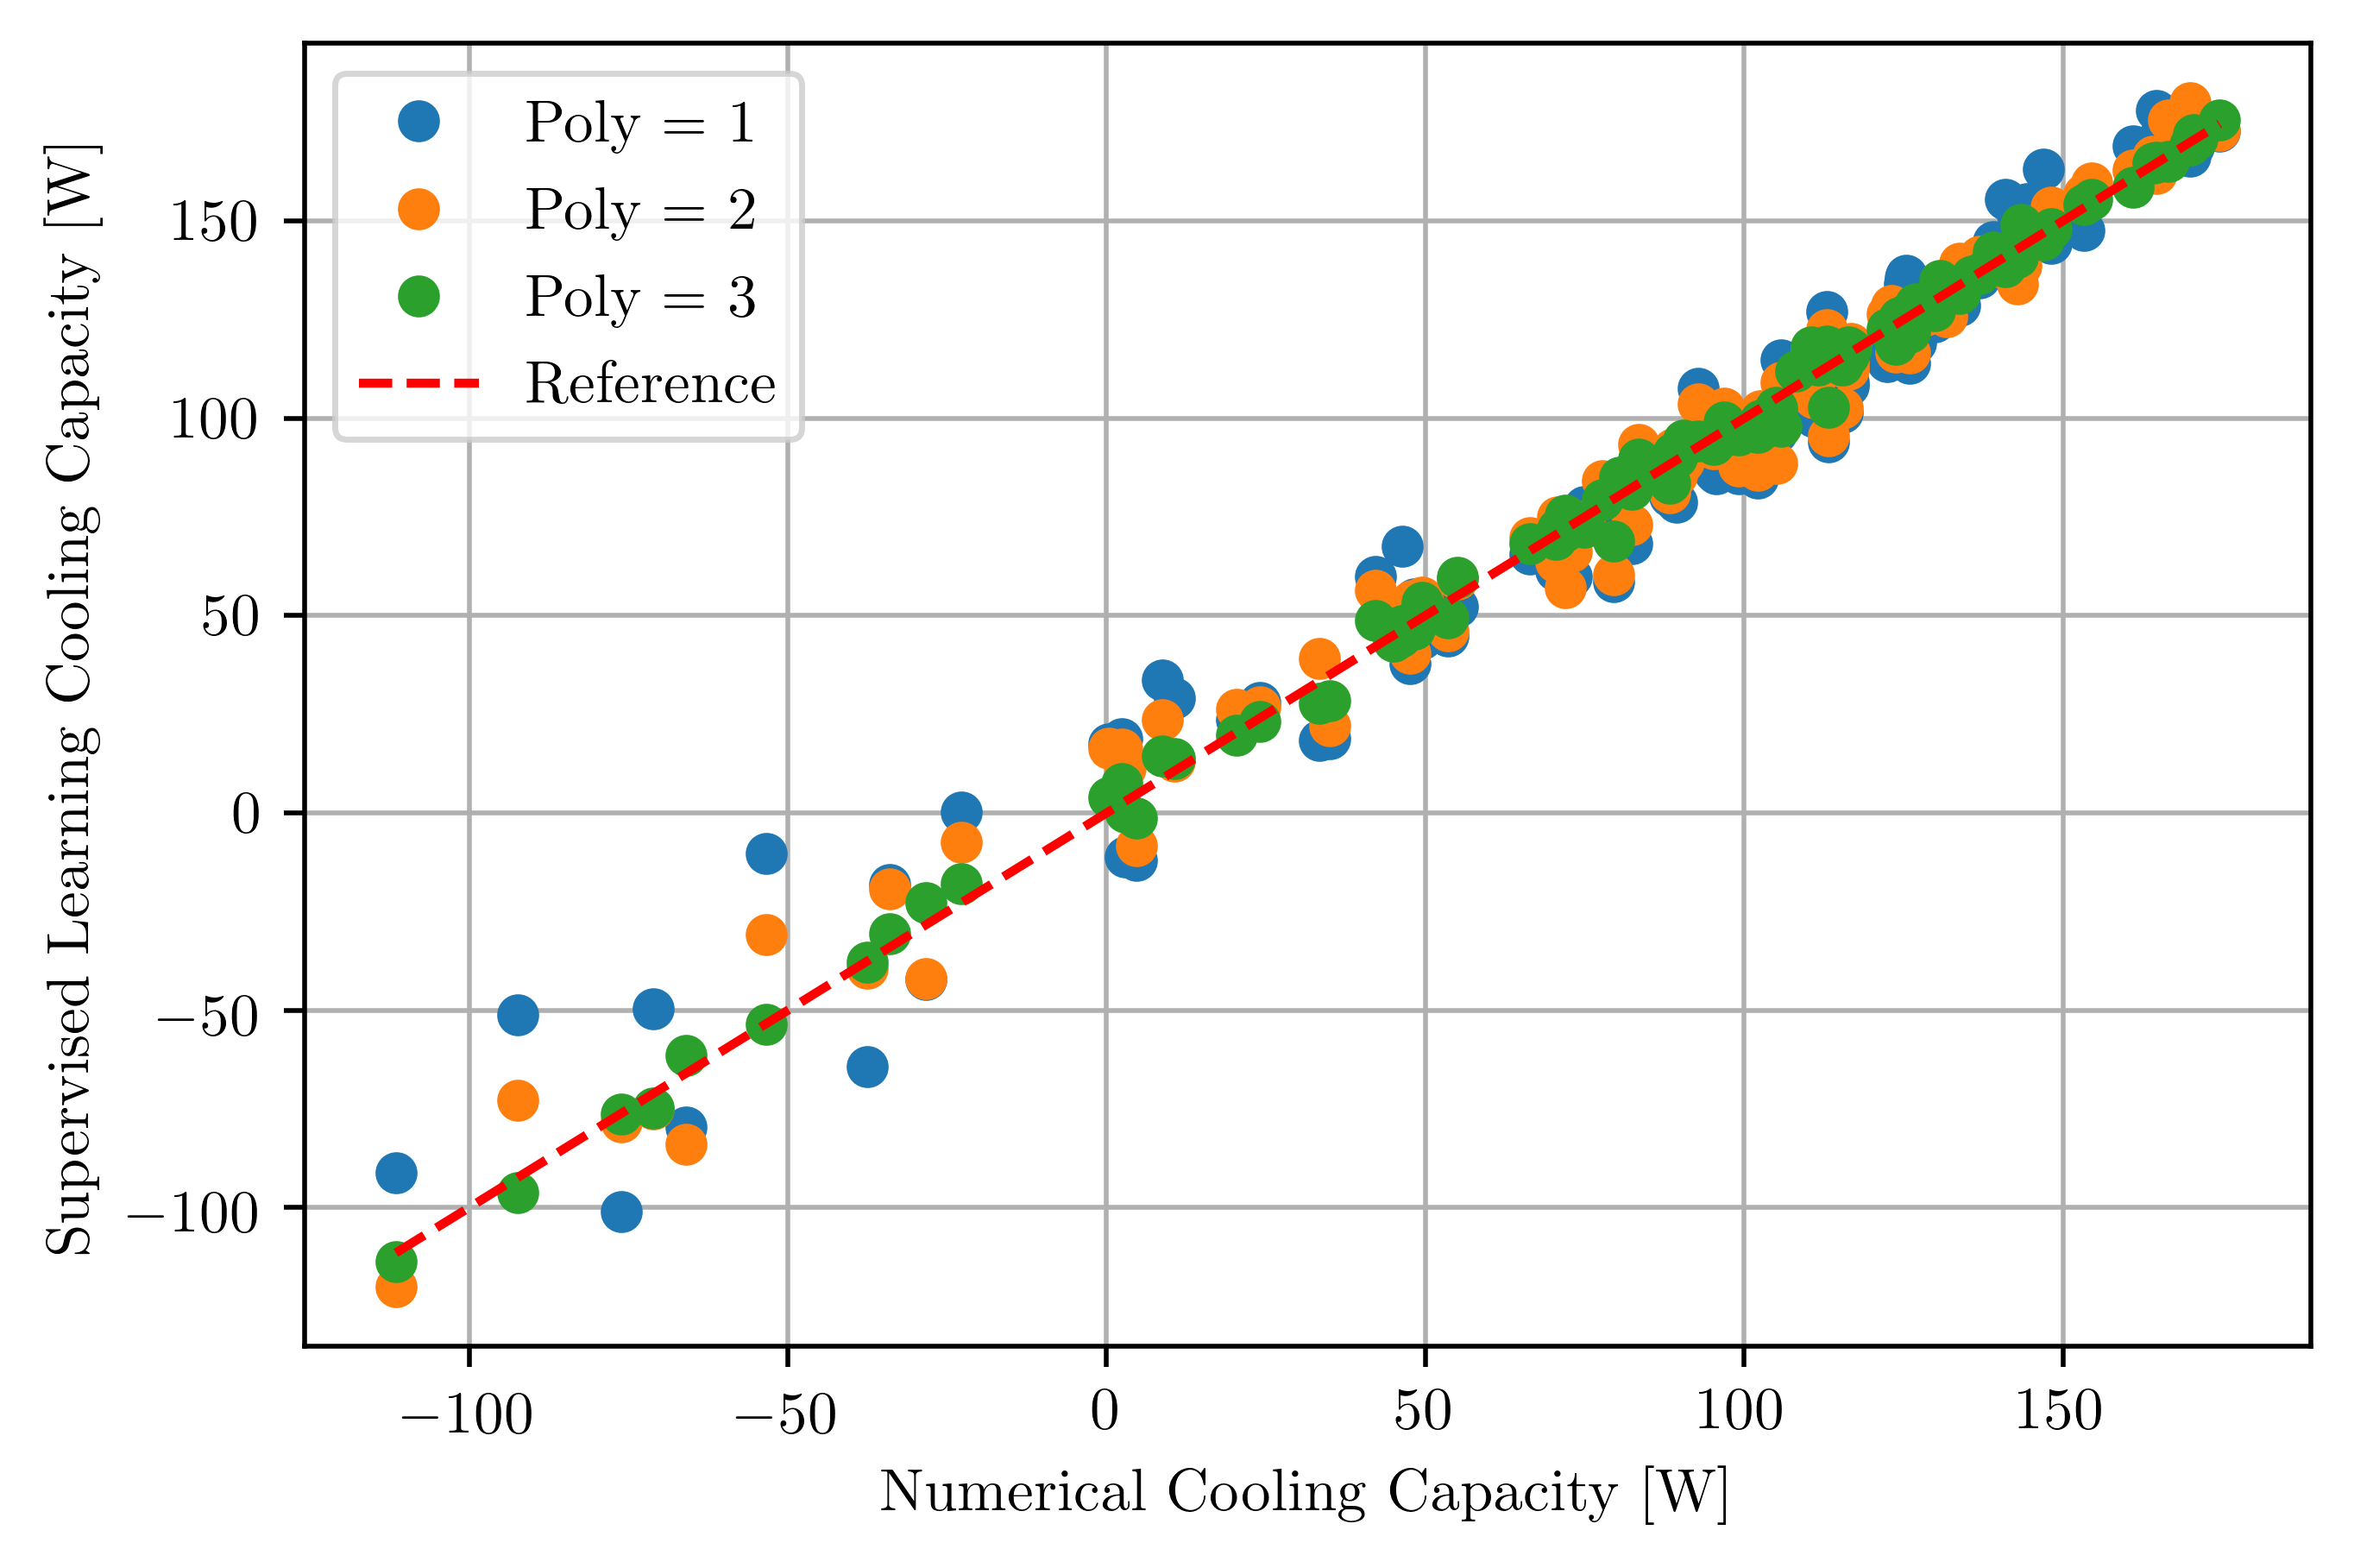 Supervised Learning Cooling Capacity [W]
150
100
50
0
−50
−100
Poly = 1
Poly = 2
Poly = 3
Reference
−100 −50 0 50 100 150
Numerical Cooling Capacity [W]